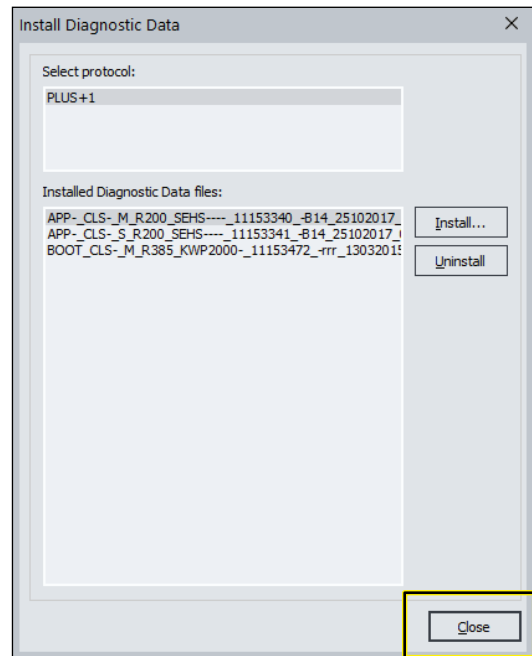 Install Diagnostic Data
Select protocol:
PLUS+1
Installed Diagnostic Data files:
APP-_CLS-_M_R200_SEHS----_11153340_-B14_25102017_
APP-_CLS-_S_R200_SEHS----_11153341_-B14_25102017_(
BOOT_CLS-_M_R385_KWP2000-_11153472_-rrr_13032015
Install...
Uninstall
Close